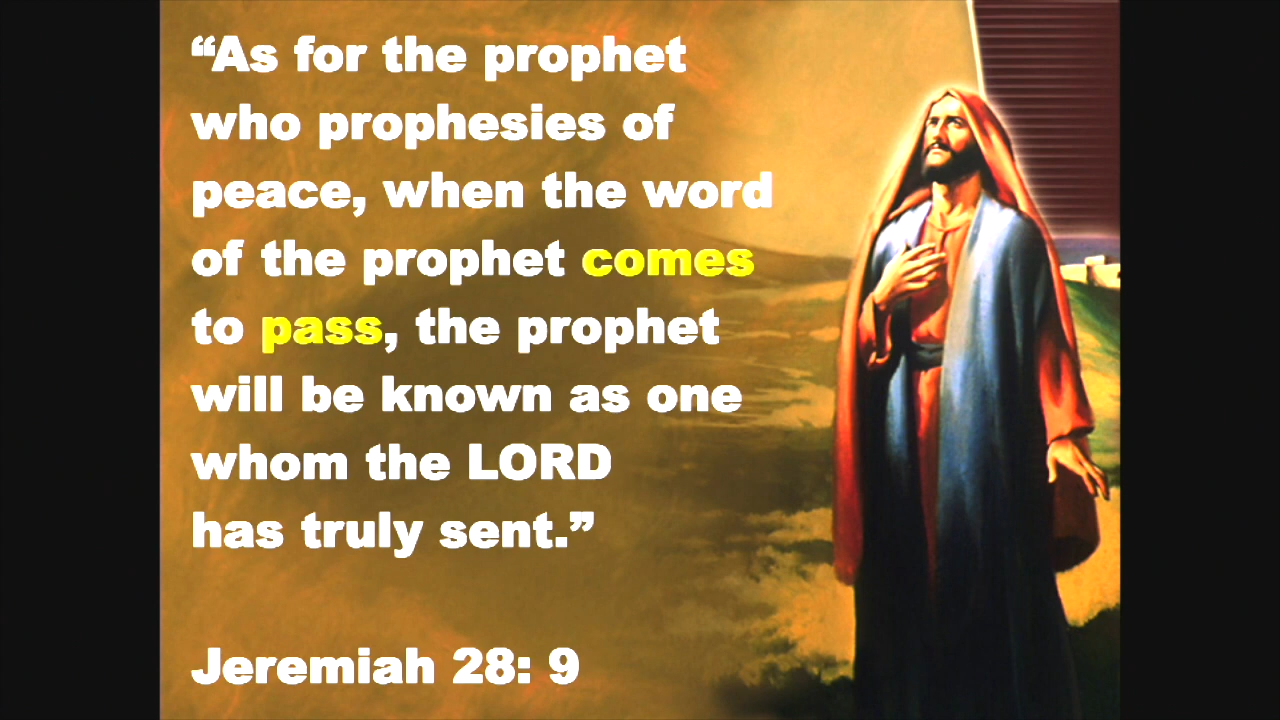 “As for the prophet
who prophesies of
peace, when the word
of the prophet comes
to pass, the prophet
will be known as one
whom the LORD
has truly sent.”
Jeremiah 28: 9